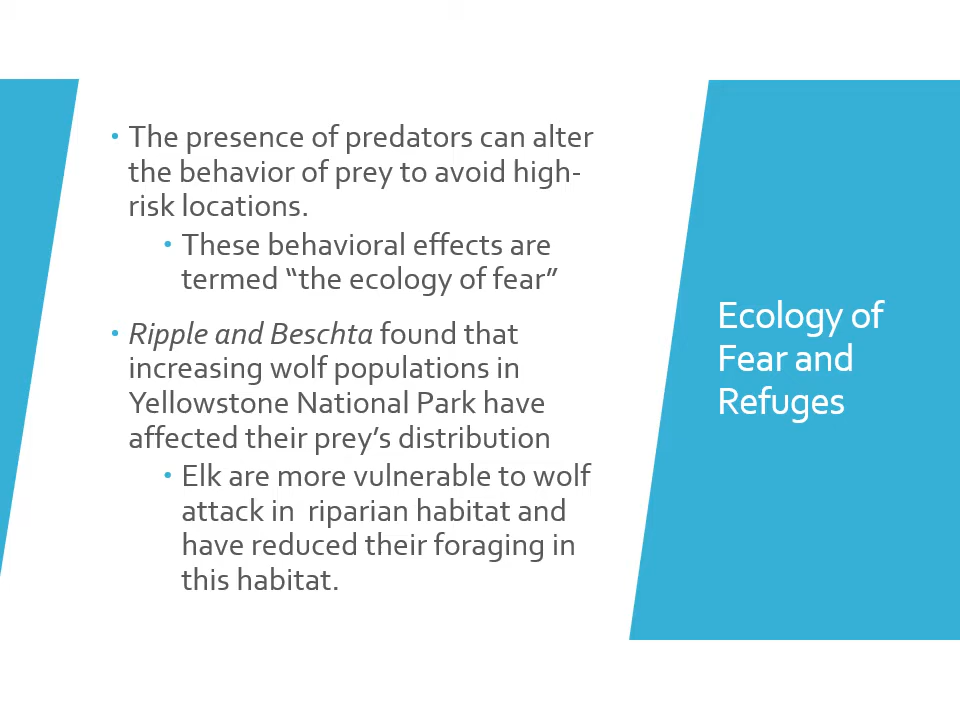 • The presence of predators can alter
the behavior of prey to avoid high-
risk locations.
• These behavioral effects are
termed “the ecology of fear”
• Ripple and Beschta found that
increasing wolf populations in
Yellowstone National Park have
affected their prey’s distribution
• Elk are more vulnerable to wolf
attack in  riparian habitat and
have reduced their foraging in
this habitat.
Ecology of
Fear and
Refuges